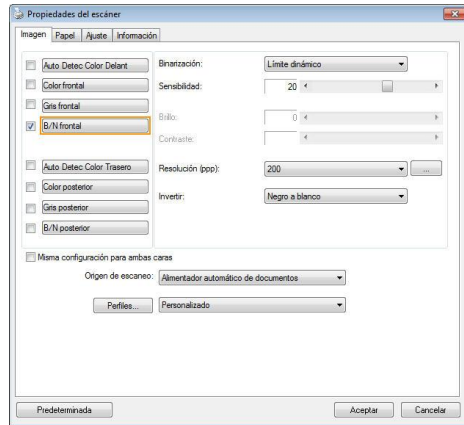 Propiedades del escáner
Imagen Papel Ajuste Información
Auto Detec Color Delant
Color frontal
Gris frontal
B/N frontal
Auto Detec Color Trasero
Color posterior
Gris posterior
B/N posterior
Binarización: Límite dinámico
Sensibilidad: 20
Brillo: 0
Contraste:
Resolución (ppp): 200 ...
Invertir: Negro a blanco
Misma configuración para ambas caras
Origen de escaneo: Alimentador automático de documentos
Perfiles... Personalizado
Predeterminada Aceptar Cancelar